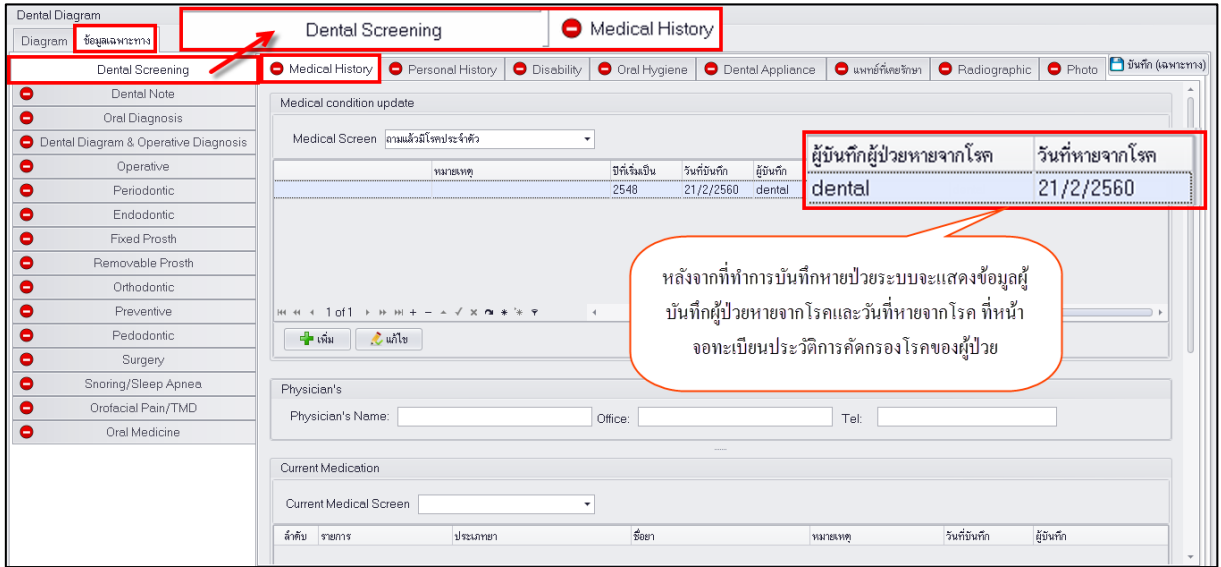 Dental Diagram
Diagram ข้อมูลเฉพาะทาง
Dental Screening Medical History
Dental Screening
Medical History Personal History Disability Oral Hygiene Dental Appliance แพทย์ที่เคยรักษา Radiographic Photo บันทึก (เฉพาะทาง)
Dental Note
Oral Diagnosis
Dental Diagram & Operative Diagnosis
Operative
Periodontic
Endodontic
Fixed Prosth
Removable Prosth
Orthodontic
Preventive
Pedodontic
Surgery
Snoring/Sleep Apnea
Orofacial Pain/TMD
Oral Medicine
Medical condition update
Medical Screen ถามแล้วมีโรคประจำตัว
หมายเหตุ ปีที่เริ่มเป็น วันที่บันทึก ผู้บันทึก
2548 21/2/2560 dental
ผู้บันทึกผู้ป่วยหายจากโรค วันที่หายจากโรค
dental 21/2/2560
หลังจากที่ทำการบันทึกหายป่วยระบบจะแสดงข้อมูลผู้
บันทึกผู้ป่วยหายจากโรคและวันที่หายจากโรค ที่หน้า
จอทะเบียนประวัติการคัดกรองโรคของผู้ป่วย
1 of 1
เพิ่ม แก้ไข
Physician's
Physician's Name: Office: Tel:
Current Medication
Current Medical Screen
ลำดับ รายการ ประเภทยา ชื่อยา หมายเหตุ วันที่บันทึก ผู้บันทึก